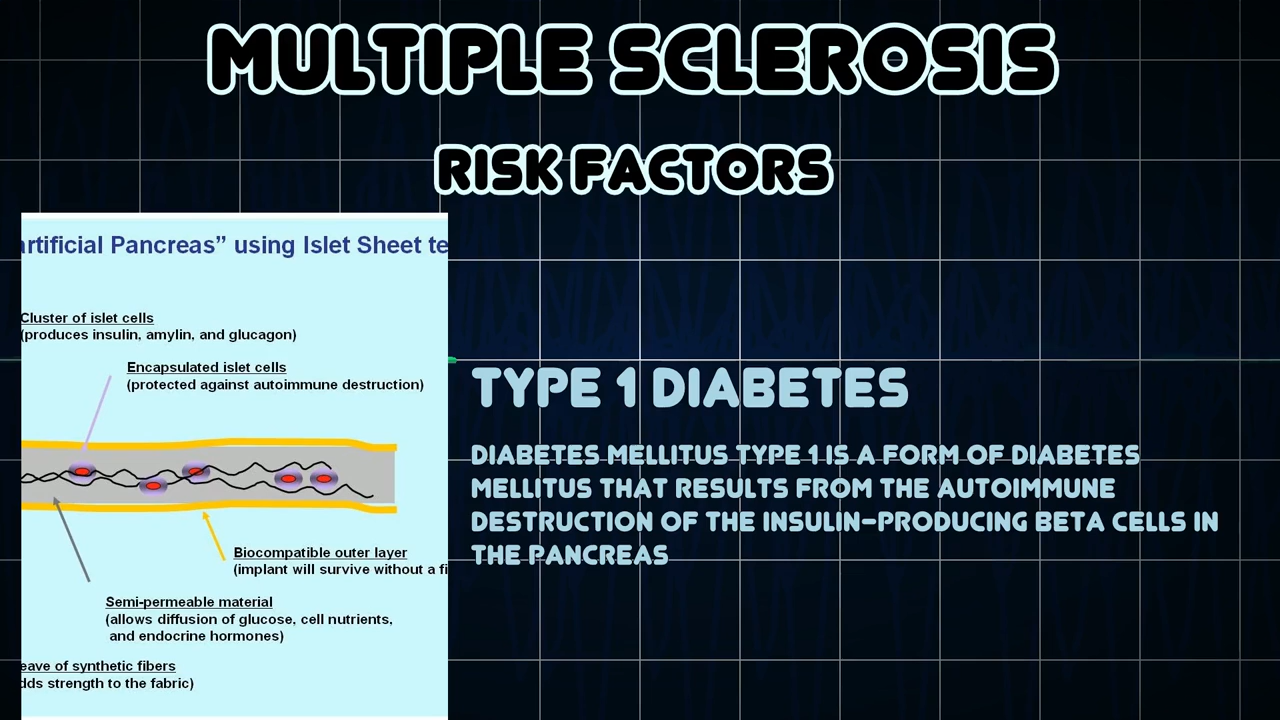 MULTIPLE SCLEROSIS
RISK FACTORS
artificial Pancreas” using Islet Sheet
Cluster of islet cells
(produces insulin, amylin, and glucagon)
Encapsulated islet cells
(protected against autoimmune destruction)
Biocompatible outer layer
(implant will survive without a
Semi-permeable material
(allows diffusion of glucose, cell nutrients,
and endocrine hormones)
of synthetic fibers
strength to the fabric)
TYPE 1 DIABETES
DIABETES MELLITUS TYPE 1 IS A FORM OF DIABETES
MELLITUS THAT RESULTS FROM THE AUTOIMMUNE
DESTRUCTION OF THE INSULIN-PRODUCING BETA CELLS IN
THE PANCREAS